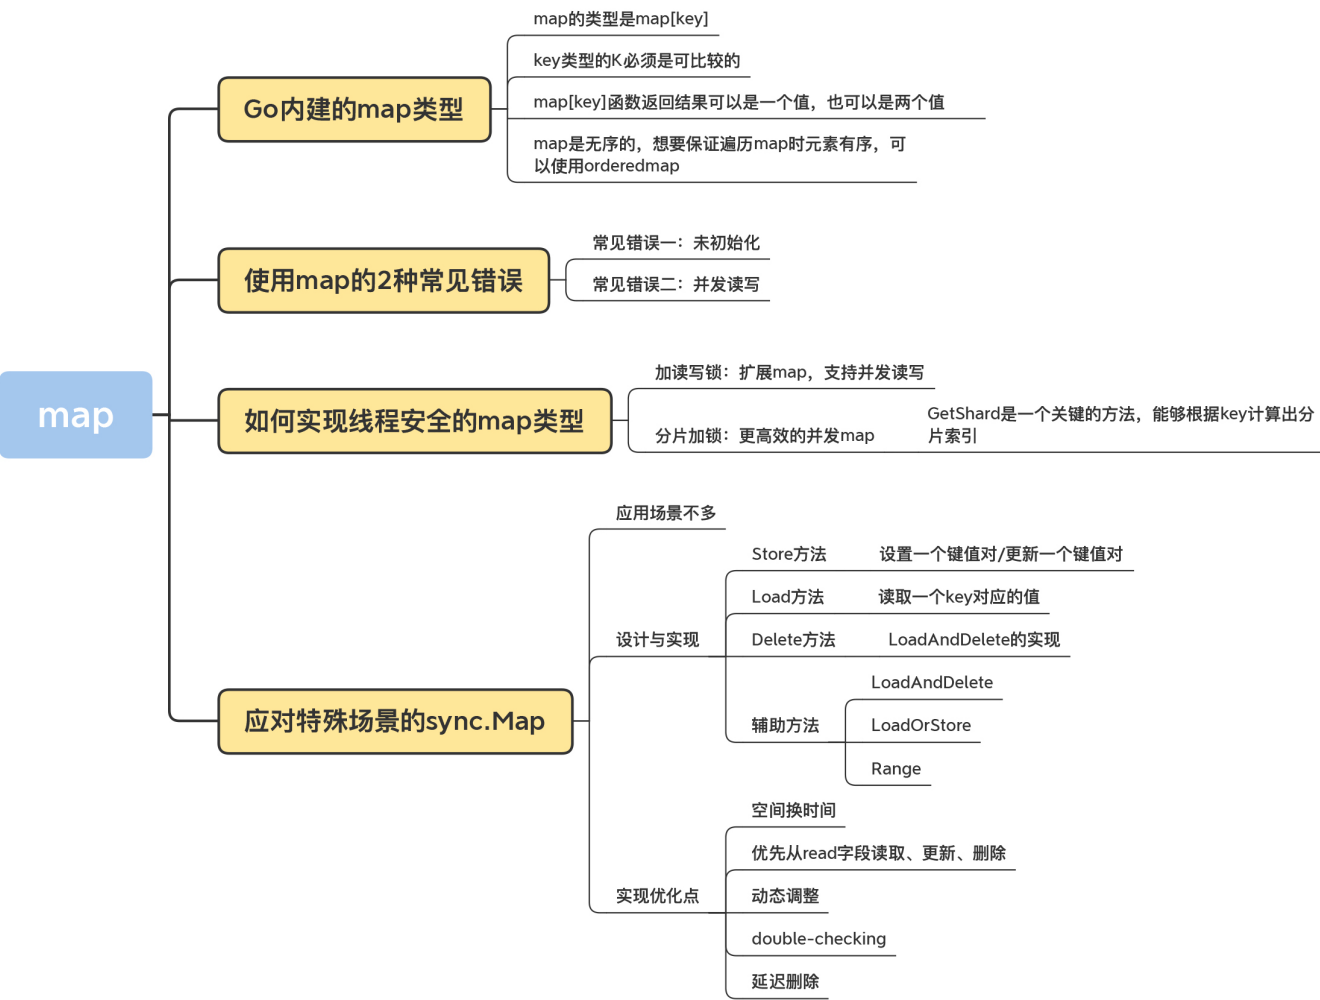 map
Go内建的map类型
map的类型是map[key]
key类型的K必须是可比较的
map[key]函数返回结果可以是一个值，也可以是两个值
map是无序的，想要保证遍历map时元素有序，可
以使用orderedmap
使用map的2种常见错误
常见错误一：未初始化
常见错误二：并发读写
如何实现线程安全的map类型
加读写锁：扩展map，支持并发读写
分片加锁：更高效的并发map
GetShard是一个关键的方法，能够根据key计算出分
片索引
应对特殊场景的sync.Map
应用场景不多
设计与实现
Store方法
设置一个键值对/更新一个键值对
Load方法
读取一个key对应的值
Delete方法
LoadAndDelete的实现
辅助方法
LoadAndDelete
LoadOrStore
Range
实现优化点
空间换时间
优先从read字段读取、更新、删除
动态调整
double-checking
延迟删除